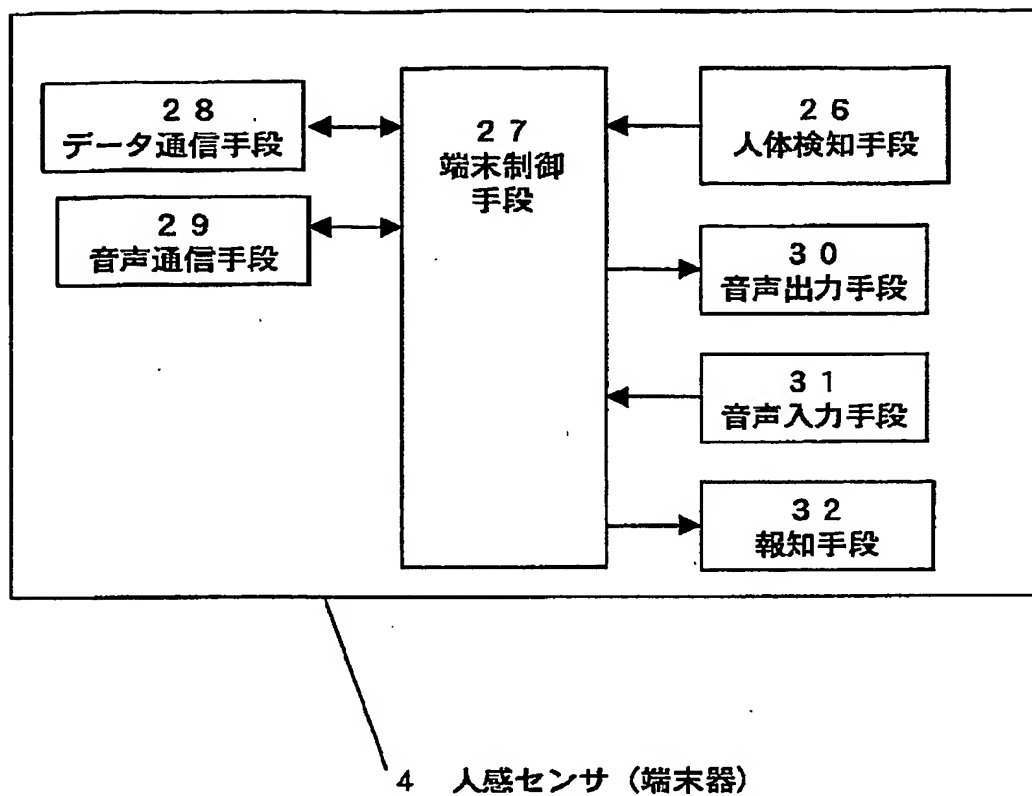 ２８
データ通信手段
２９
音声通信手段
２７
端末制御
手段
２６
人体検知手段
３０
音声出力手段
３１
音声入力手段
３２
報知手段
4 人感センサ（端末器）